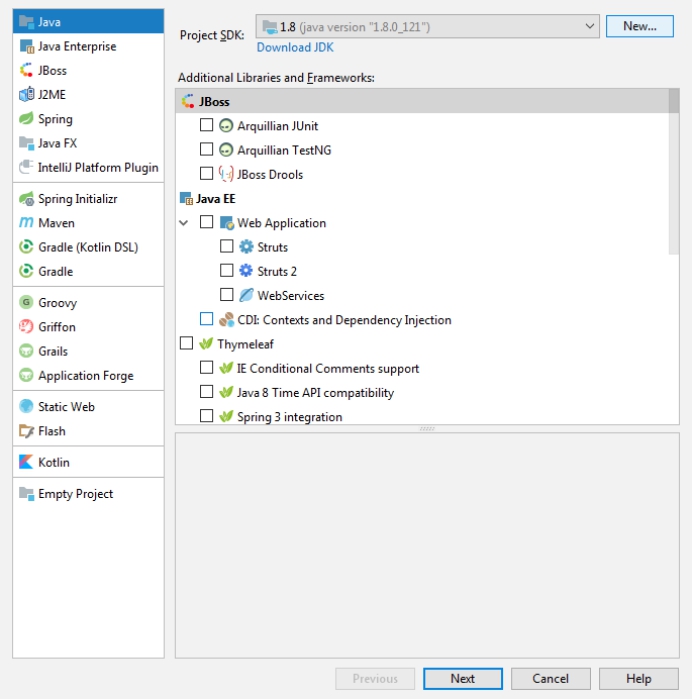 Java
Java Enterprise
JBoss
J2ME
Spring
Java FX
IntelliJ Platform Plugin
Spring Initializr
Maven
Gradle (Kotlin DSL)
Gradle
Groovy
Griffon
Grails
Application Forge
Static Web
Flash
Kotlin
Empty Project
Project SDK: 1.8 (java version "1.8.0_121") New...
Download JDK
Additional Libraries and Frameworks:
JBoss
Arquillian JUnit
Arquillian TestNG
JBoss Drools
Java EE
Web Application
Struts
Struts 2
WebServices
CDI: Contexts and Dependency Injection
Thymeleaf
IE Conditional Comments support
Java 8 Time API compatibility
Spring 3 integration
Previous Next Cancel Help